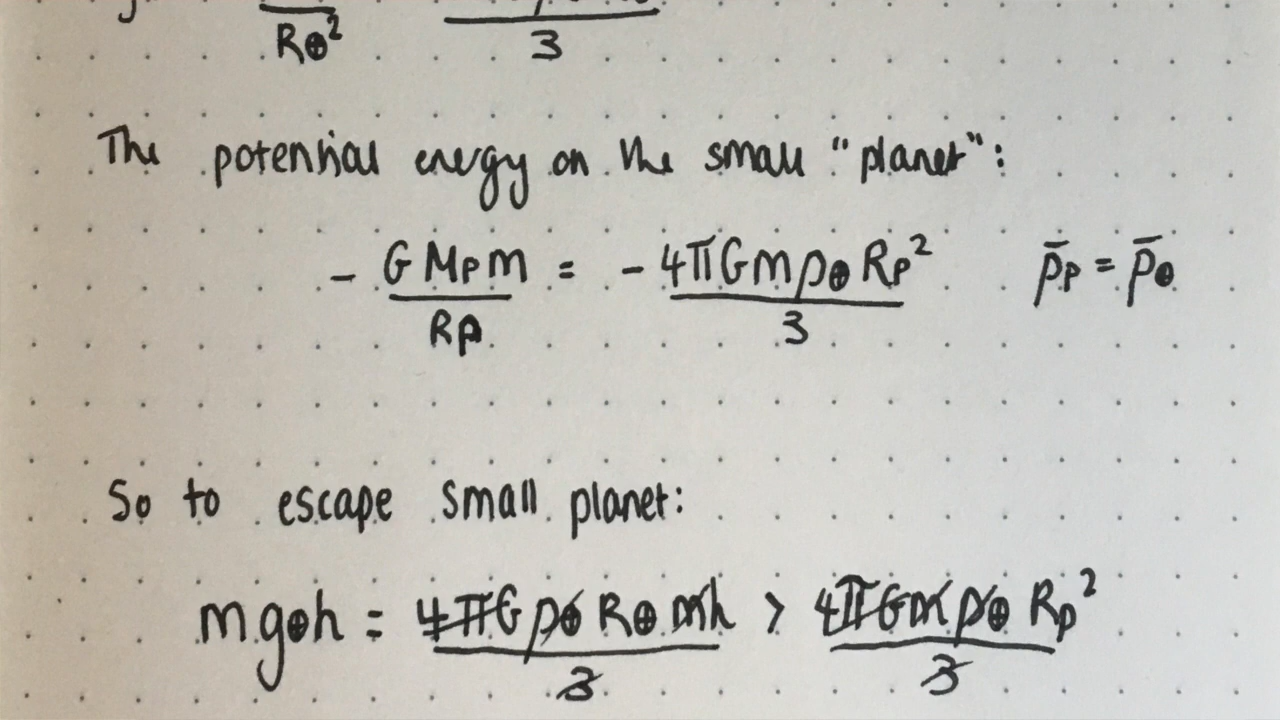 R⊕² 3
The potential energy on the small "planet":
- GMpm/Rp = - 4πGmρ⊕Rp²/3 ρ̄p = ρ̄⊕
So to escape small planet:
mg⊕h = 4πGρ⊕R⊕mh/3 > 4πGmρ⊕Rp²/3